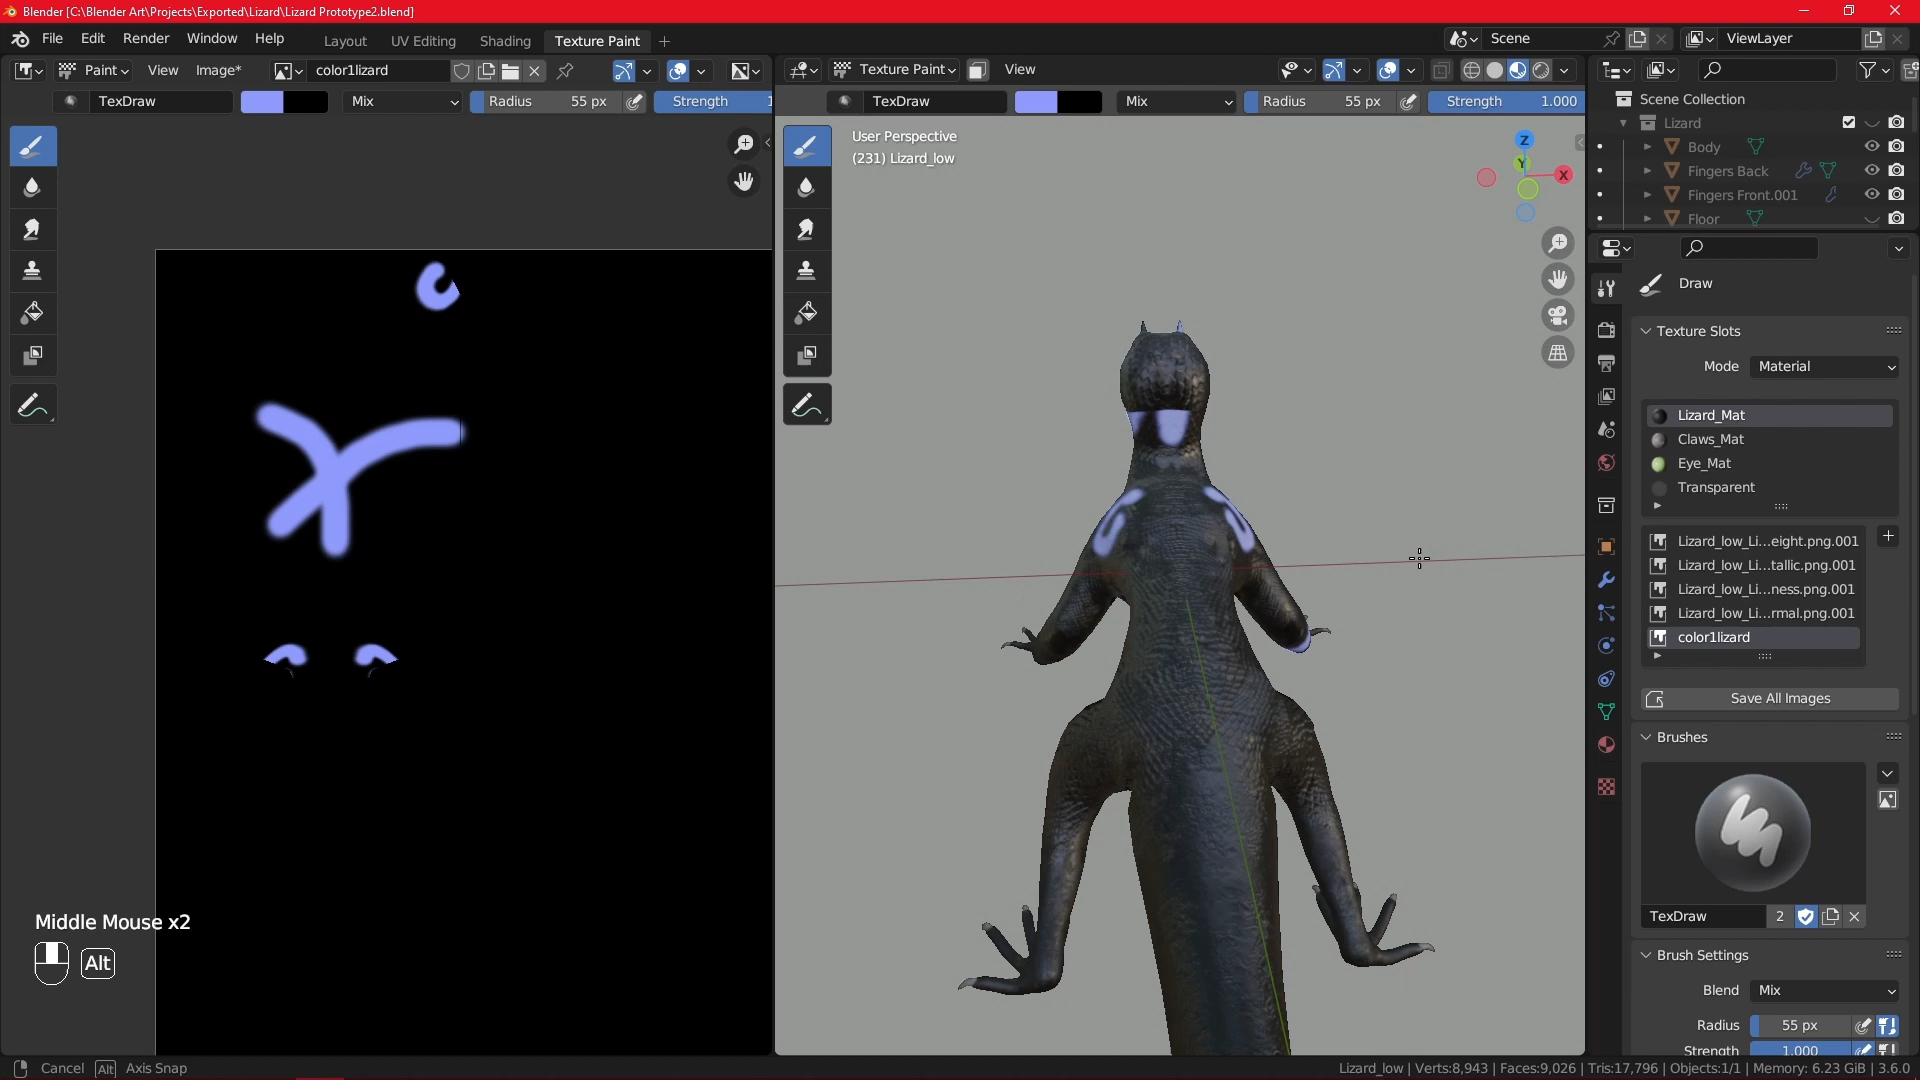 Blender [C:\Blender Art\Projects\Exported\Lizard\Lizard Prototype2.blend]
File Edit Render Window Help Layout UV Editing Shading Texture Paint + Scene ViewLayer
Paint View Image* color1lizard Texture Paint View
TexDraw Mix Radius 55 px Strength 1 TexDraw Mix Radius 55 px Strength 1.000
Scene Collection
Lizard
Body
Fingers Back
Fingers Front.001
Floor
User Perspective
(231) Lizard_low
Z
Y
X
Draw
Texture Slots
Mode Material
Lizard_Mat
Claws_Mat
Eye_Mat
Transparent
Lizard_low_Li...eight.png.001
Lizard_low_Li...tallic.png.001
Lizard_low_Li...ness.png.001
Lizard_low_Li...rmal.png.001
color1lizard
Save All Images
Brushes
TexDraw 2
Brush Settings
Blend Mix
Radius 55 px
Strength 1.000
Middle Mouse x2
Alt
Cancel Alt Axis Snap
Lizard_low | Verts:8,943 | Faces:9,026 | Tris:17,796 | Objects:1/1 | Memory: 6.23 GiB | 3.6.0